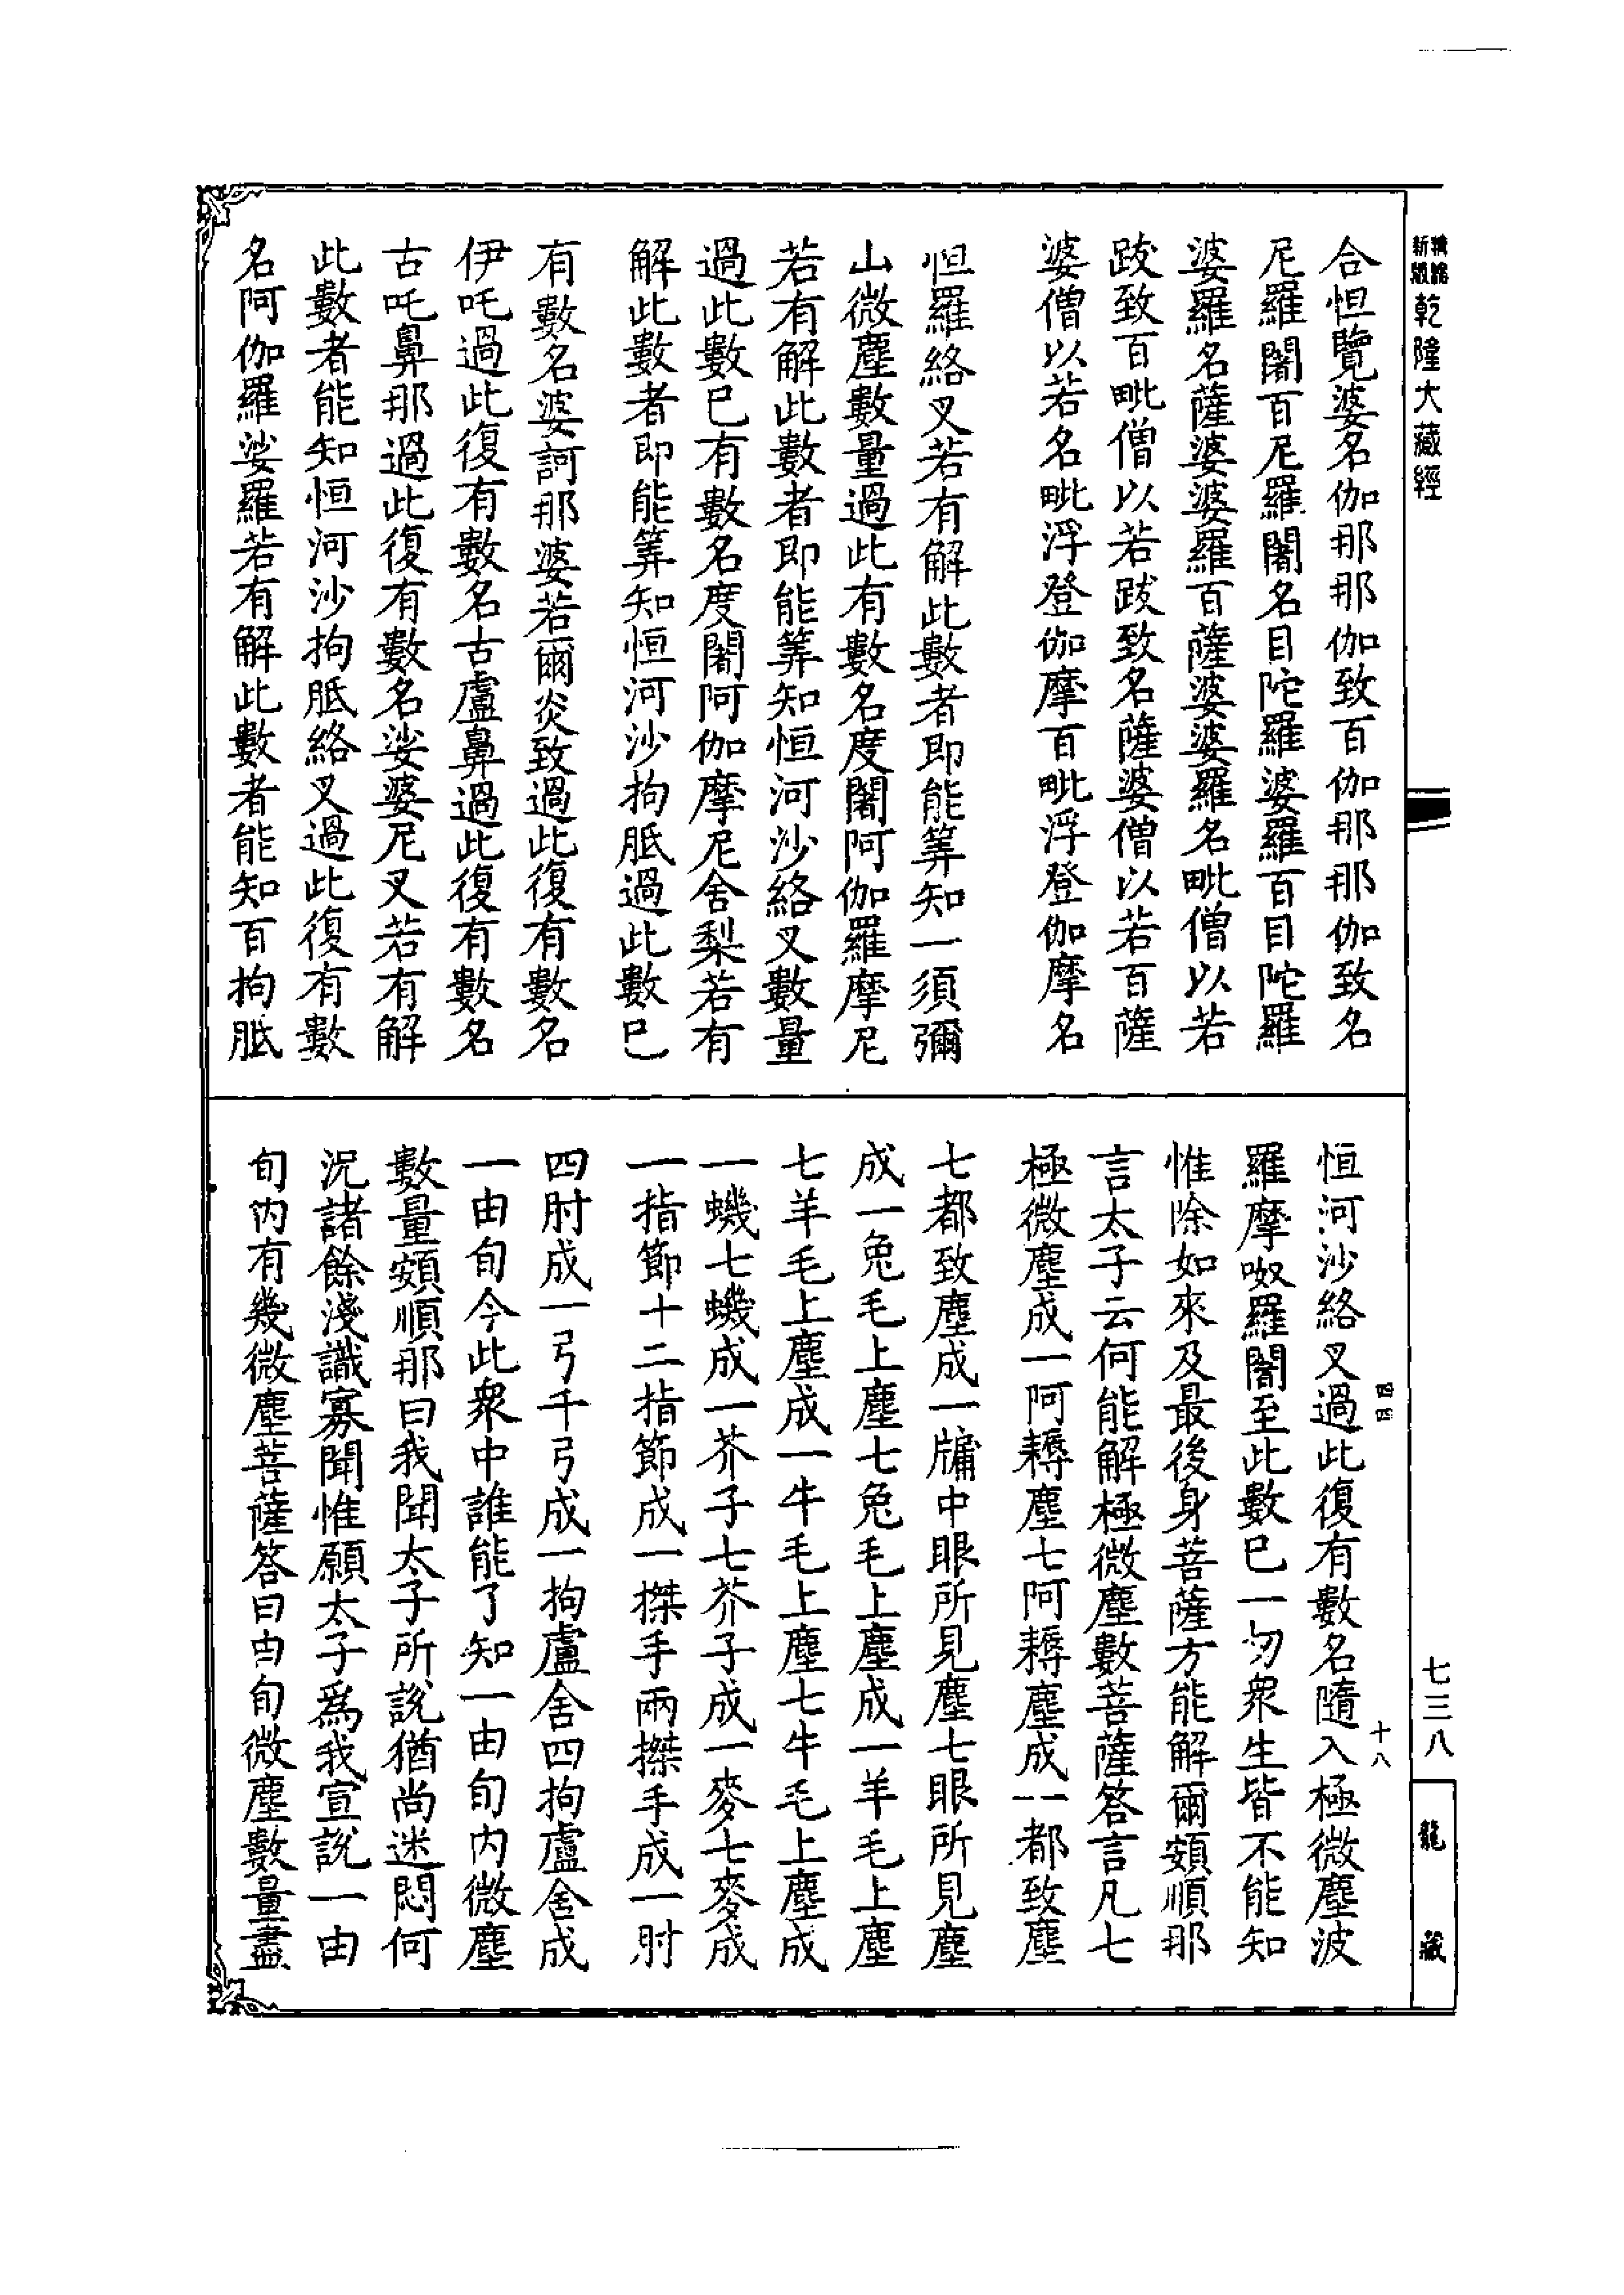 新編縮頒
乾隆大藏經
合怛覽婆名伽那那伽致百伽那那伽致名
尼羅闍百尼羅闍名目陀羅婆羅百目陀羅
婆羅名薩婆婆羅百薩婆婆羅名毗僧以若
跋致百毗僧以若跋致名薩婆僧以若百薩
婆僧以若名毗浮登伽摩百毗浮登伽摩名
怛羅絡叉若有解此數者即能筭知一須彌
山微塵數量過此有數名度闍阿伽羅摩尼
若有解此數者即能筭知恒河沙絡叉數量
過此數已有數名度闍阿伽摩尼舍梨若有
解此數者即能筭知恒河沙拘胝過此數已
有數名婆訶那婆若爾炎致過此復有數名
伊吒過此復有數名古盧鼻過此復有數名
古吒鼻那過此復有數名娑婆尼叉若有解
此數者能知恒河沙拘胝絡叉過此復有數
名阿伽羅娑羅若有解此數者能知百拘胝
恒河沙絡叉過此復有數名隨入極微塵波
羅摩呶羅闍至此數已一切衆生皆不能知
惟除如來及最後身菩薩方能解爾頞順那
言太子云何能解極微塵數菩薩答言凡七
極微塵成一阿耨塵七阿耨塵成一都致塵
七都致塵成一牖中眼所見塵七眼所見塵
成一兔毛上塵七兔毛上塵成一羊毛上塵
七羊毛上塵成一牛毛上塵七牛毛上塵成
一蟣七蟣成一芥子七芥子成一麥七麥成
一指節十二指節成一搩手兩搩手成一肘
四肘成一弓千弓成一拘盧舍四拘盧舍成
一由旬今此衆中誰能了知一由旬内微塵
數量頞順那曰我聞太子所說猶尚迷悶何
況諸餘淺識寡聞惟願太子爲我宣說一由
旬内有幾微塵菩薩答曰由旬微塵數量盡
四四
十八
七三八
龍藏